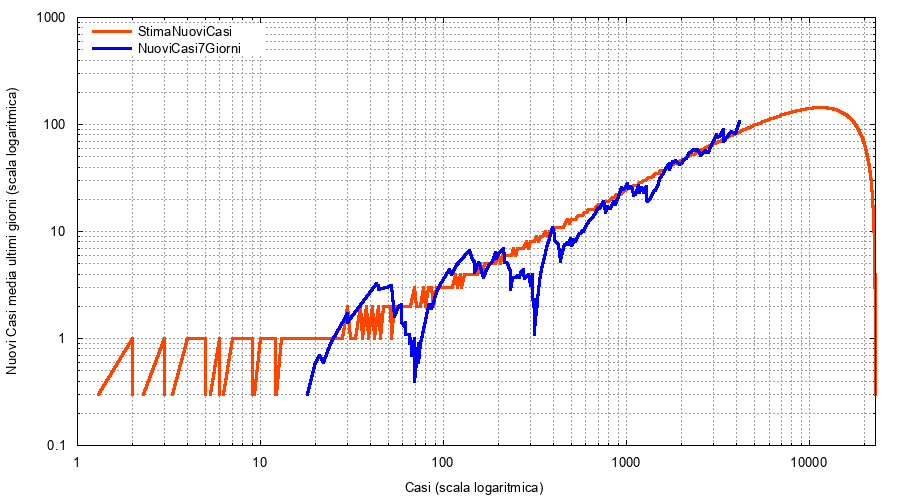 1000
StimaNuoviCasi
NuoviCasi7Giorni
100
10
1
0.1
Nuovi Casi media ultimi giorni (scala logaritmica)
1 10 100 1000 10000
Casi (scala logaritmica)